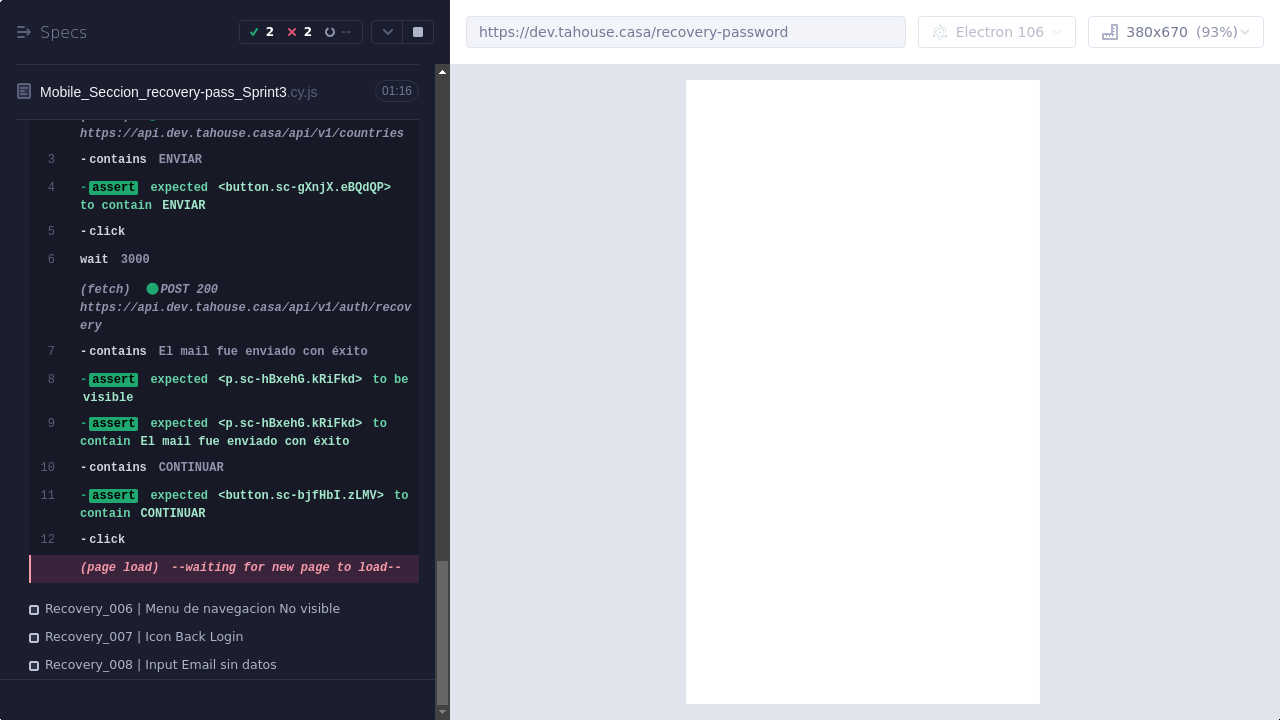 Specs 2 2 --
https://dev.tahouse.casa/recovery-password Electron 106 380x670 (93%)
Mobile_Seccion_recovery-pass_Sprint3.cy.js 01:16
https://api.dev.tahouse.casa/api/v1/countries
3 -contains ENVIAR
4 -assert expected <button.sc-gXnjX.eBQdQP>
to contain ENVIAR
5 -click
6 wait 3000
(fetch) POST 200
https://api.dev.tahouse.casa/api/v1/auth/recov
ery
7 -contains El mail fue enviado con éxito
8 -assert expected <p.sc-hBxehG.kRiFkd> to be
visible
9 -assert expected <p.sc-hBxehG.kRiFkd> to
contain El mail fue enviado con éxito
10 -contains CONTINUAR
11 -assert expected <button.sc-bjfHbI.zLMV> to
contain CONTINUAR
12 -click
(page load) --waiting for new page to load--
Recovery_006 | Menu de navegacion No visible
Recovery_007 | Icon Back Login
Recovery_008 | Input Email sin datos